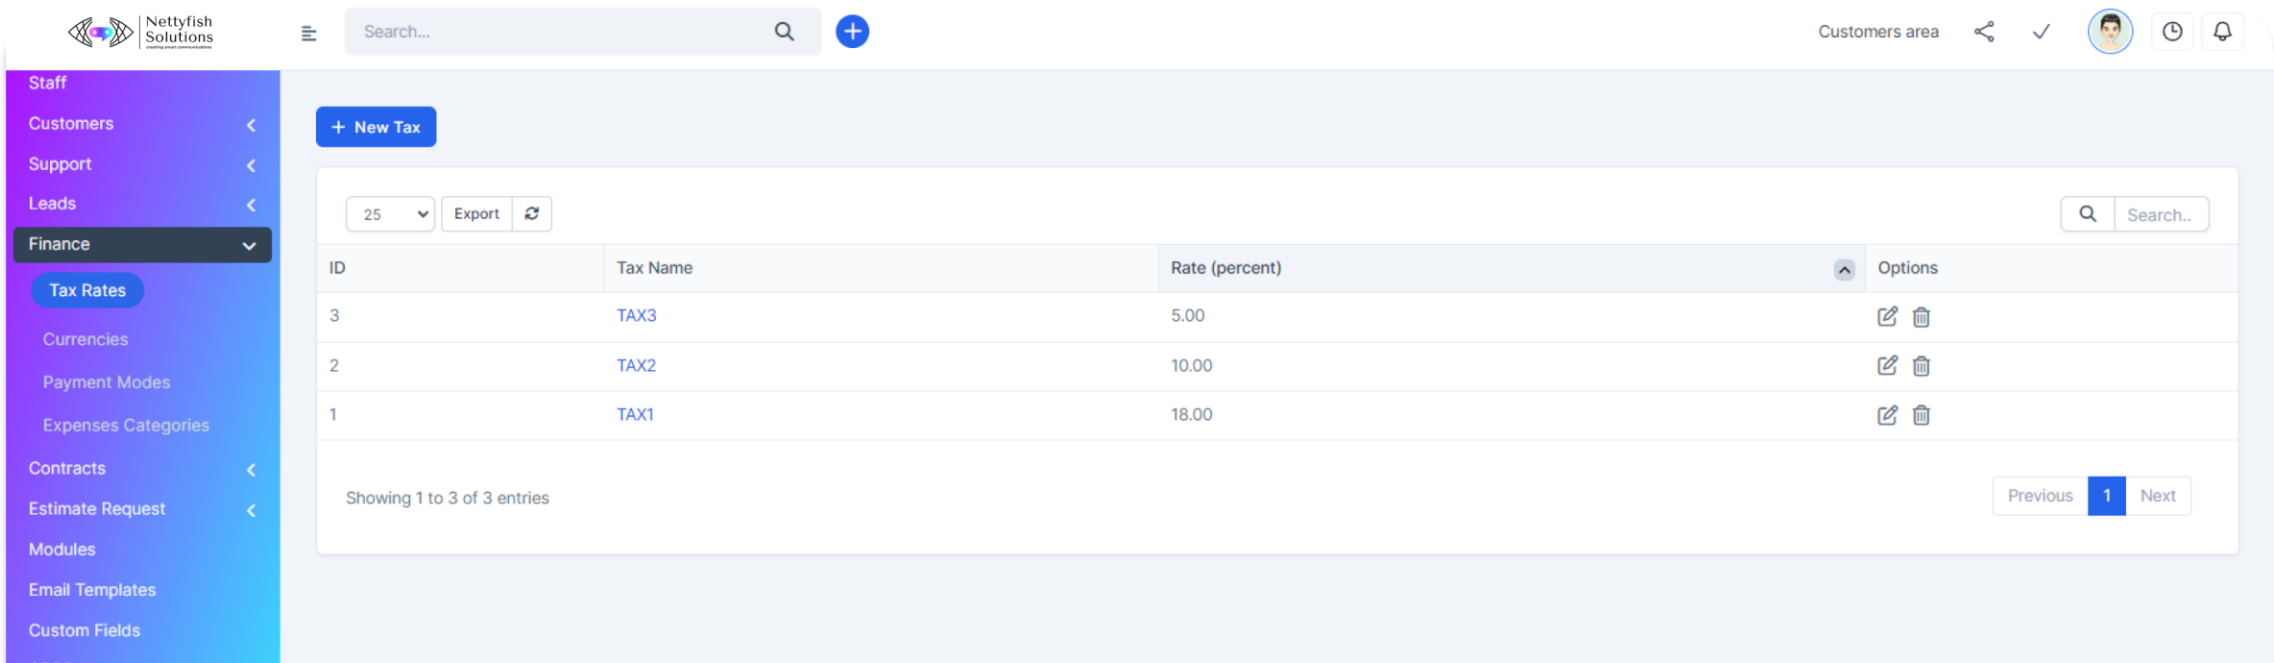 Nettyfish
Solutions
creating smart communications
Search...
Customers area
Staff
Customers
Support
Leads
Finance
Tax Rates
Currencies
Payment Modes
Expenses Categories
Contracts
Estimate Request
Modules
Email Templates
Custom Fields
+ New Tax
25 Export Search..
ID Tax Name Rate (percent) Options
3 TAX3 5.00
2 TAX2 10.00
1 TAX1 18.00
Showing 1 to 3 of 3 entries Previous 1 Next